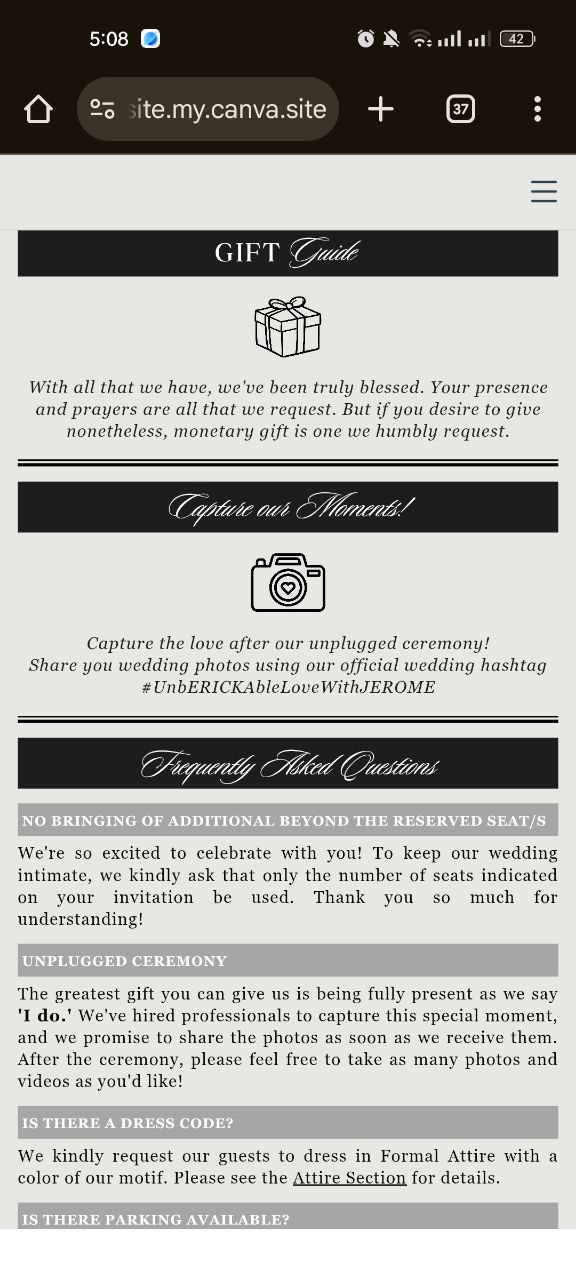 5:08
42
site.my.canva.site
37
GIFT Guide
With all that we have, we've been truly blessed. Your presence
and prayers are all that we request. But if you desire to give
nonetheless, monetary gift is one we humbly request.
Capture our Moments!
Capture the love after our unplugged ceremony!
Share you wedding photos using our official wedding hashtag
#UnbERICKAbleLoveWithJEROME
Frequently Asked Questions
NO BRINGING OF ADDITIONAL BEYOND THE RESERVED SEAT/S
We're so excited to celebrate with you! To keep our wedding
intimate, we kindly ask that only the number of seats indicated
on your invitation be used. Thank you so much for
understanding!
UNPLUGGED CEREMONY
The greatest gift you can give us is being fully present as we say
'I do.' We've hired professionals to capture this special moment,
and we promise to share the photos as soon as we receive them.
After the ceremony, please feel free to take as many photos and
videos as you'd like!
IS THERE A DRESS CODE?
We kindly request our guests to dress in Formal Attire with a
color of our motif. Please see the Attire Section for details.
IS THERE PARKING AVAILABLE?